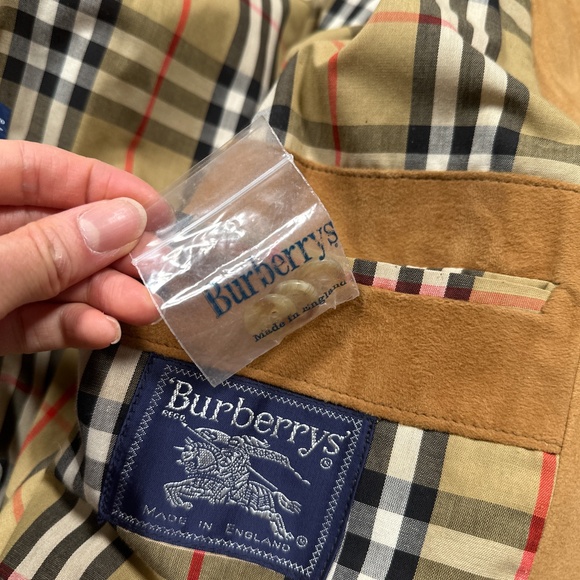 Burberrys
Made in England
Burberrys®
REGD
MADE IN ENGLAND